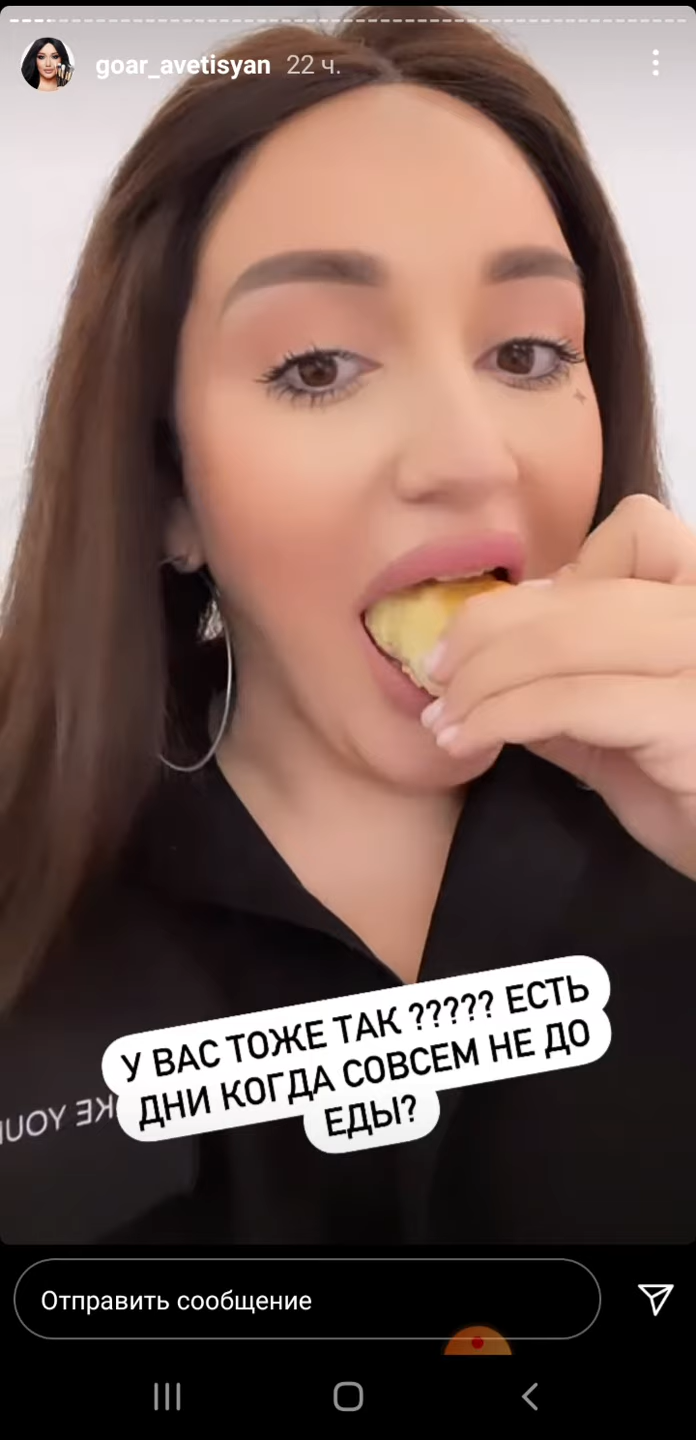 goar_avetisyan 22 ч.
У ВАС ТОЖЕ ТАК ????? ЕСТЬ
ДНИ КОГДА СОВСЕМ НЕ ДО
ЕДЫ?
Отправить сообщение